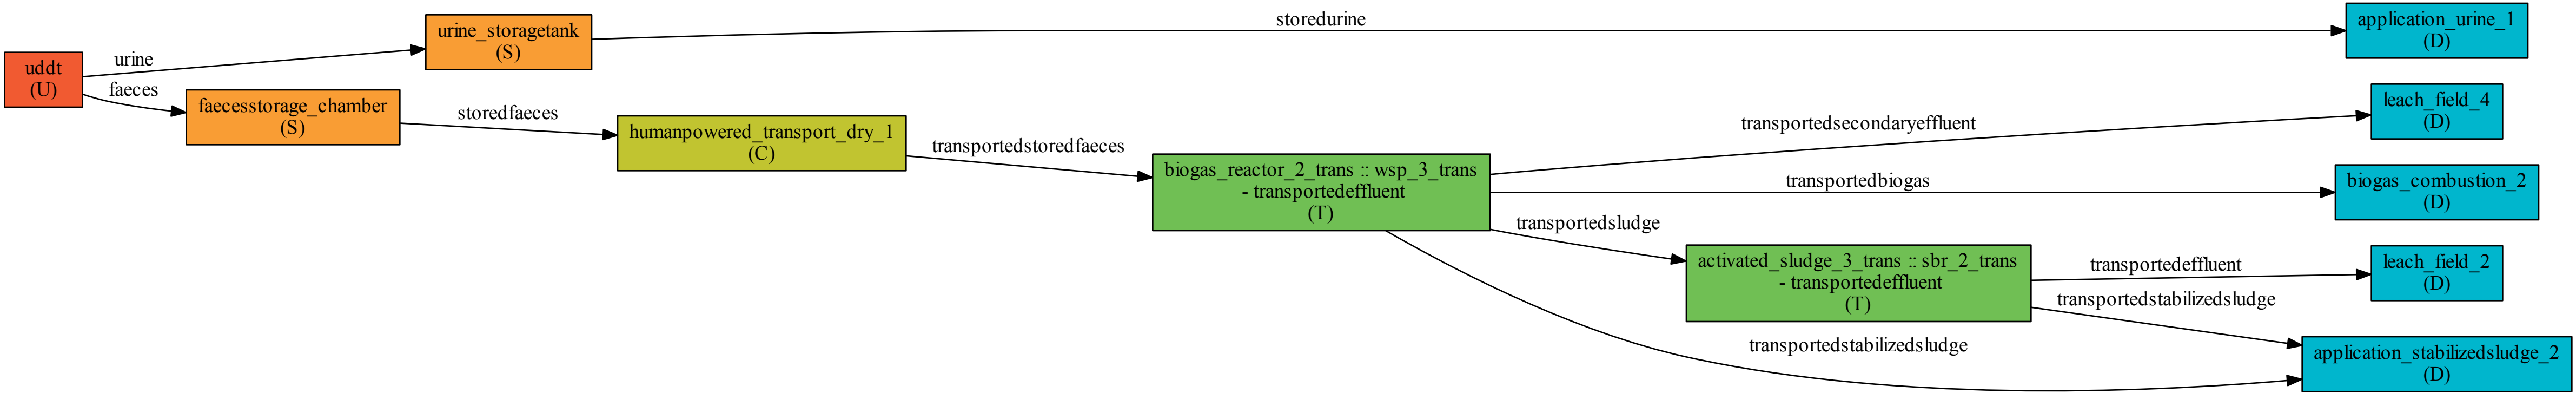 uddt
(U)
urine
faeces
urine_storagetank
(S)
faecesstorage_chamber
(S)
storedurine
storedfaeces
humanpowered_transport_dry_1
(C)
transportedstoredfaeces
biogas_reactor_2_trans :: wsp_3_trans
- transportedeffluent
(T)
transportedsecondaryeffluent
transportedbiogas
transportedsludge
transportedstabilizedsludge
activated_sludge_3_trans :: sbr_2_trans
- transportedeffluent
(T)
transportedeffluent
transportedstabilizedsludge
application_urine_1
(D)
leach_field_4
(D)
biogas_combustion_2
(D)
leach_field_2
(D)
application_stabilizedsludge_2
(D)